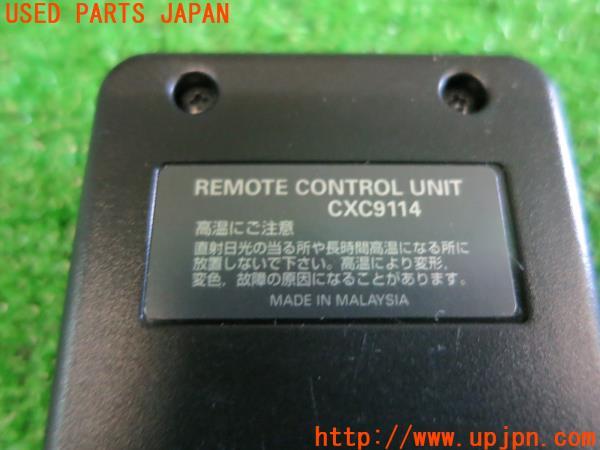 USED PARTS JAPAN
REMOTE CONTROL UNIT
CXC9114
高温にご注意
直射日光の当る所や長時間高温になる所に
放置しないで下さい。高温により変形,
変色,故障の原因になることがあります。
MADE IN MALAYSIA
http://www.upjpn.com/